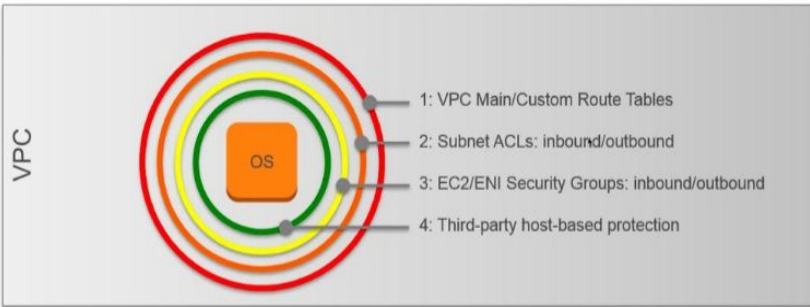 VPC
OS
1: VPC Main/Custom Route Tables
2: Subnet ACLs: inbound/outbound
3: EC2/ENI Security Groups: inbound/outbound
4: Third-party host-based protection